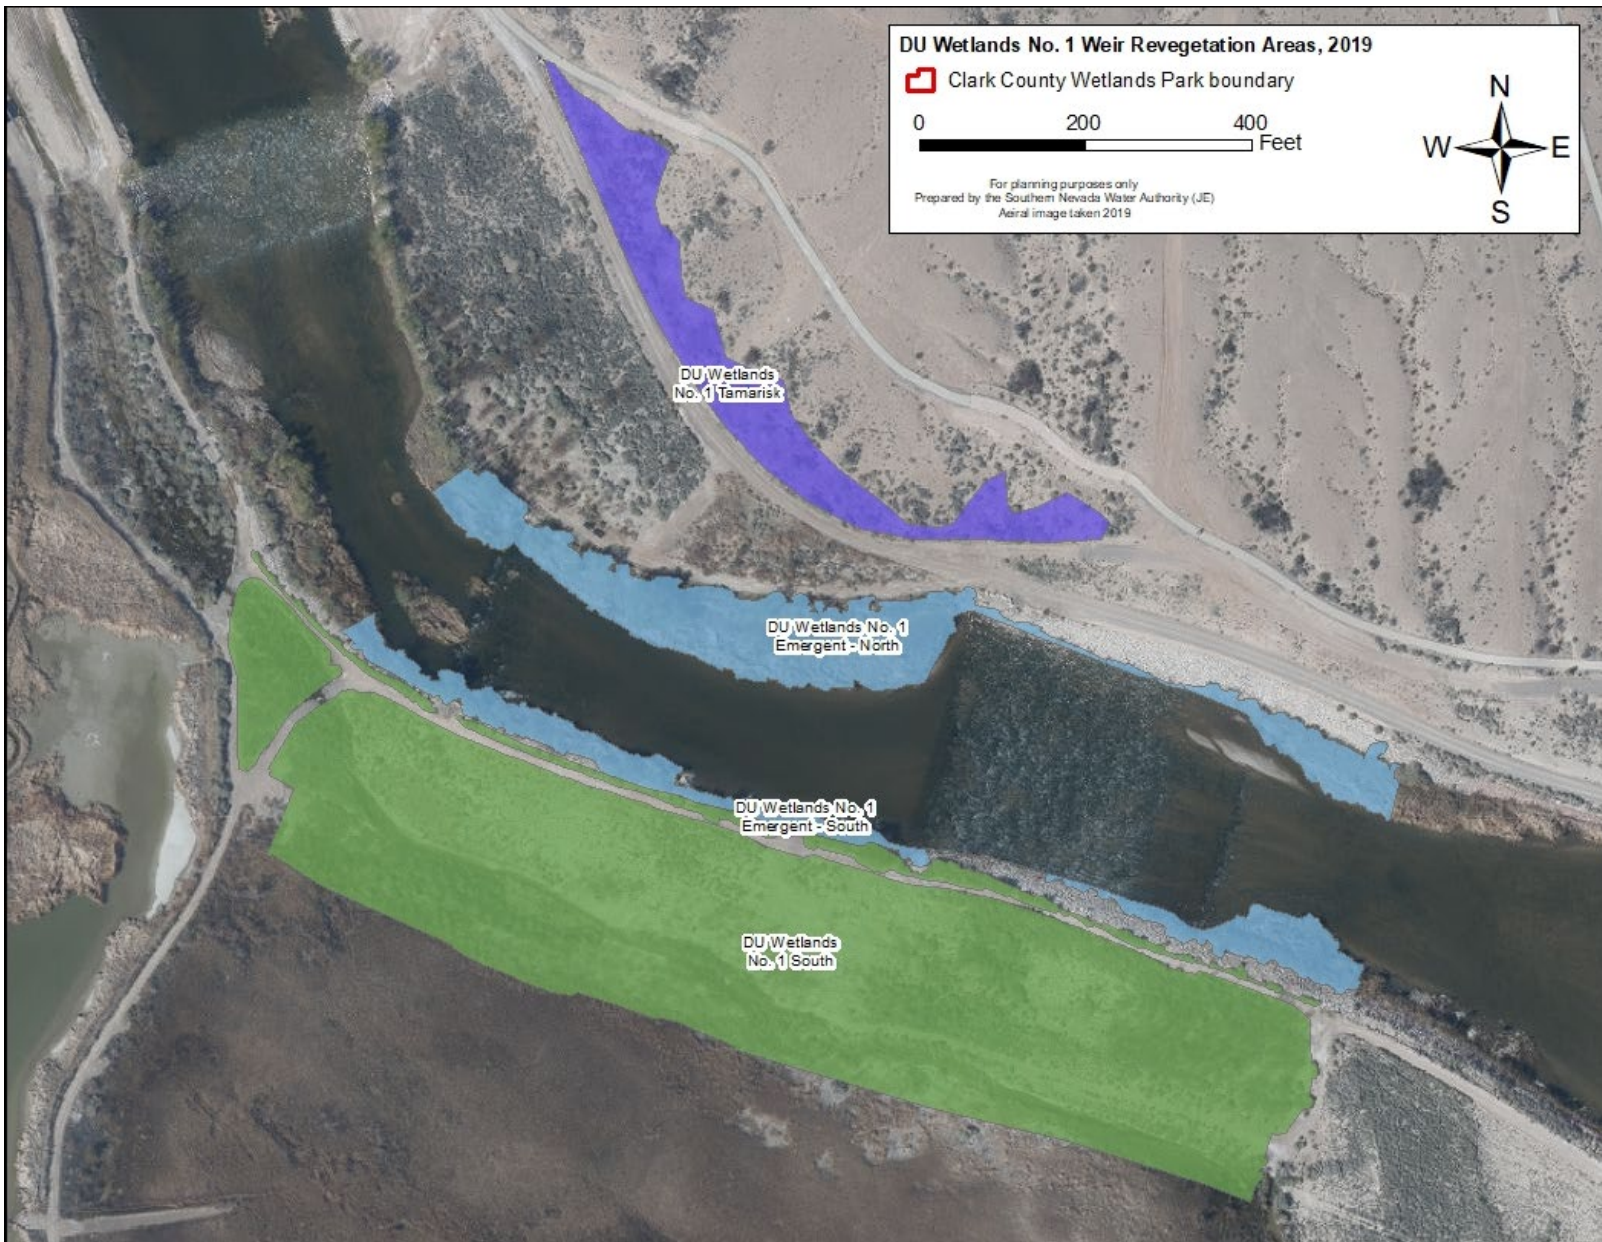 DU Wetlands No. 1 Weir Revegetation Areas, 2019
Clark County Wetlands Park boundary
0 200 400
Feet
For planning purposes only
Prepared by the Southern Nevada Water Authority (JE)
Aeiral image taken 2019
N
W E
S
DU Wetlands
No. 1 Tamarisk
DU Wetlands No. 1
Emergent - North
DU Wetlands No. 1
Emergent - South
DU Wetlands
No. 1 South